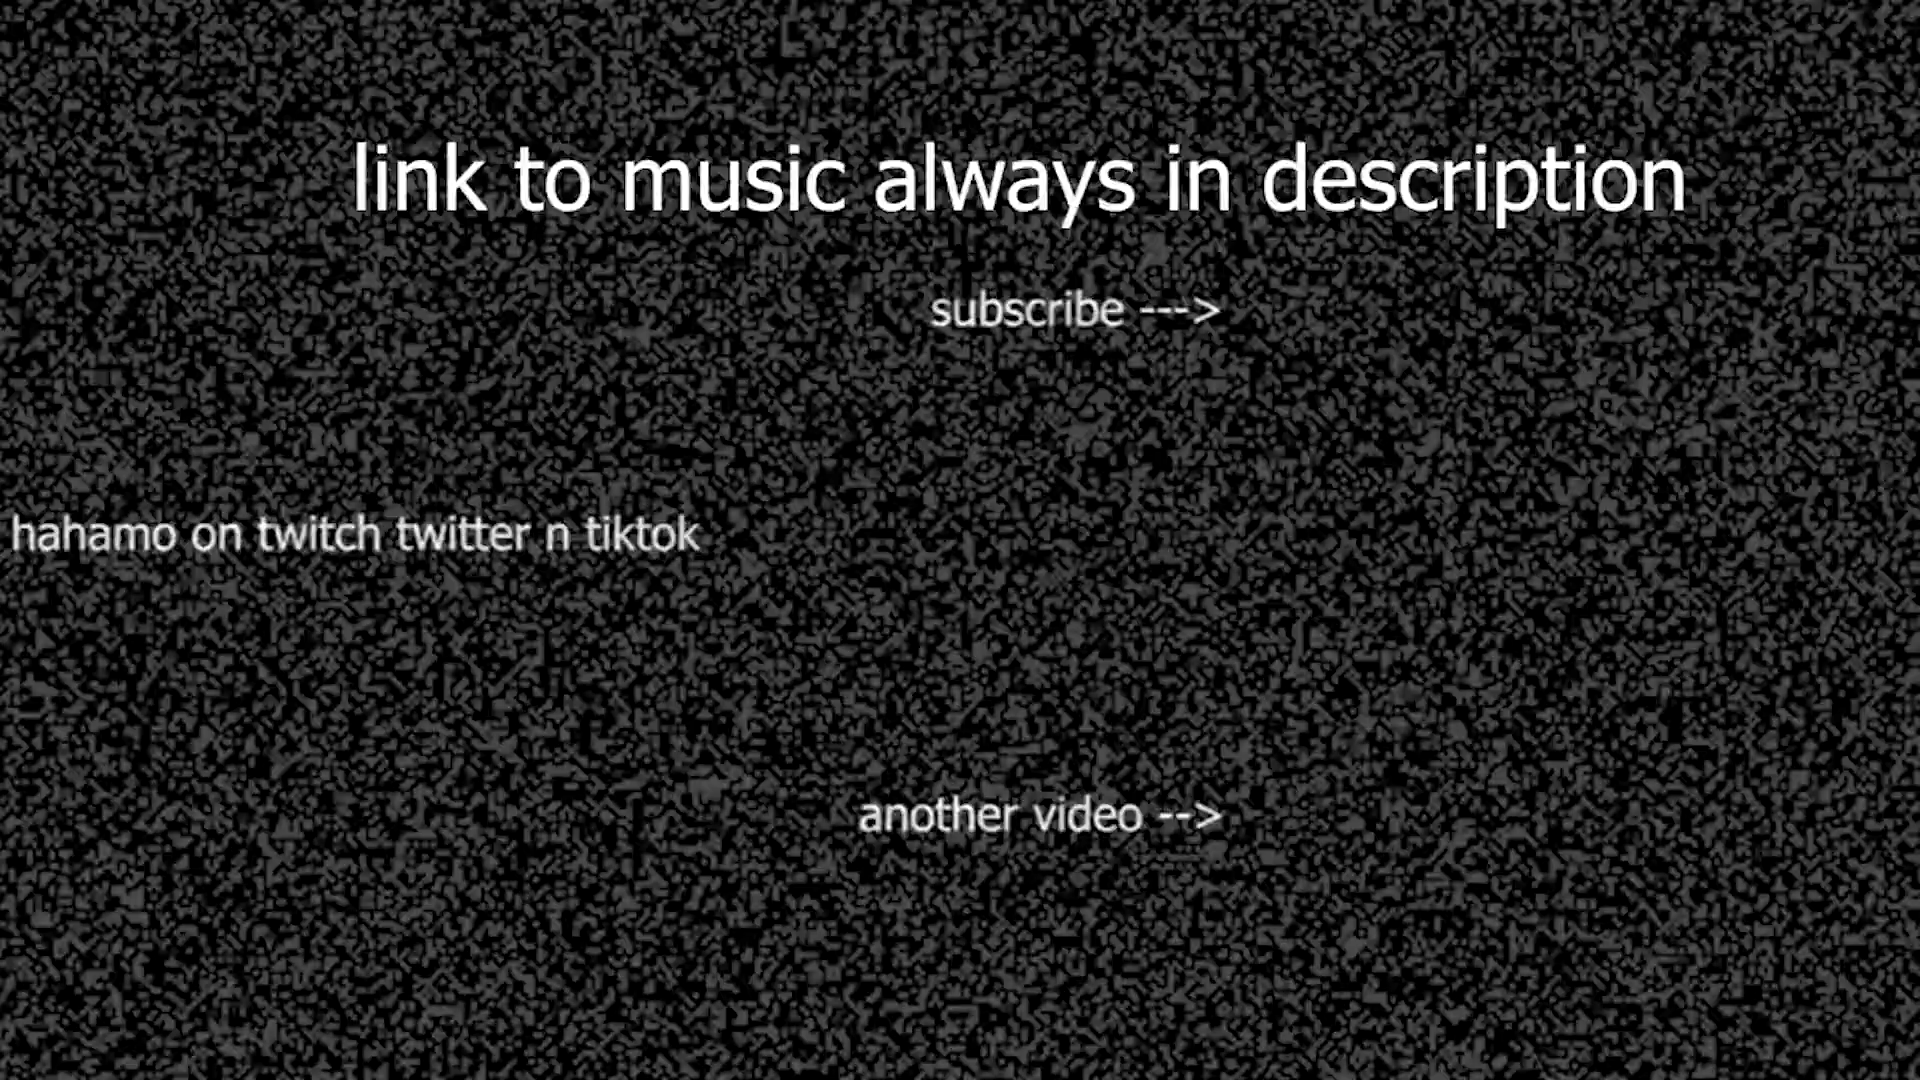 link to music always in description
subscribe --->
hahamo on twitch twitter n tiktok
another video -->